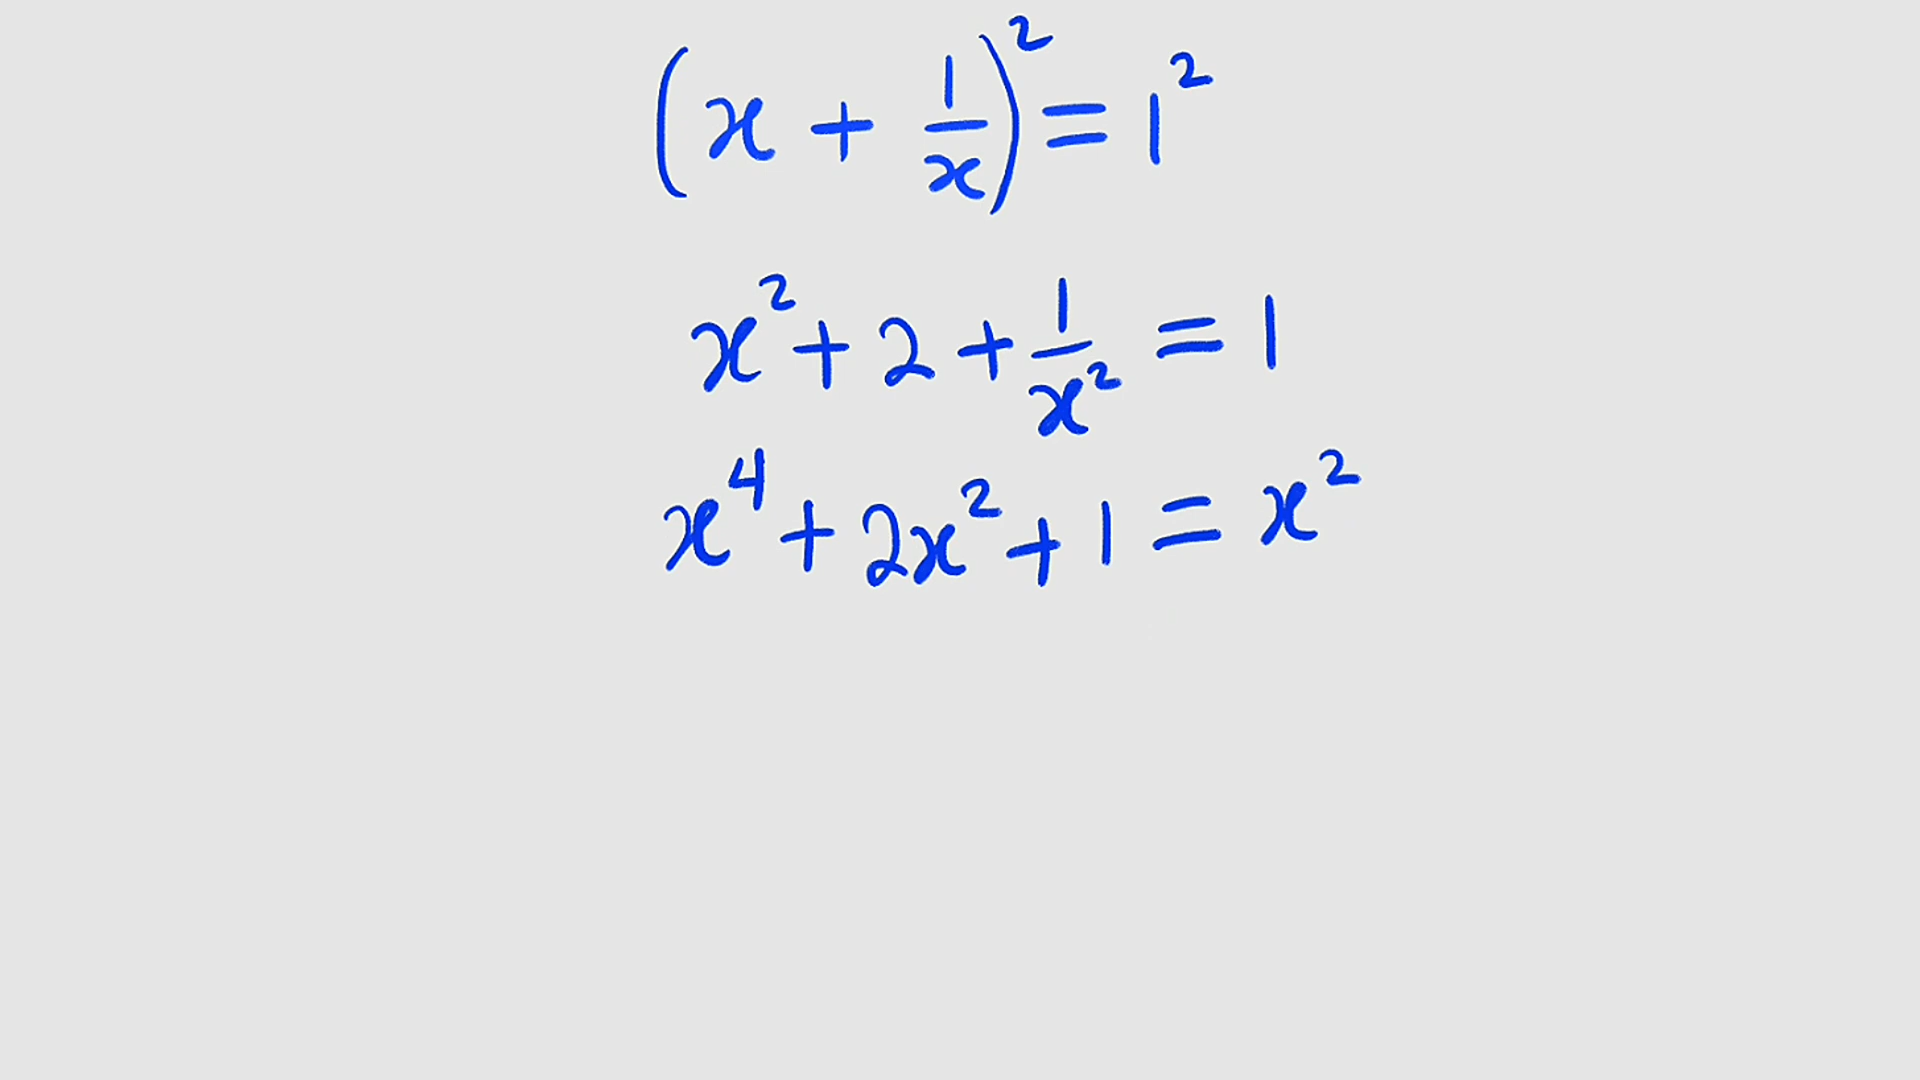 (x + 1/x)² = 1²
x² + 2 + 1/x² = 1
x⁴ + 2x² + 1 = x²